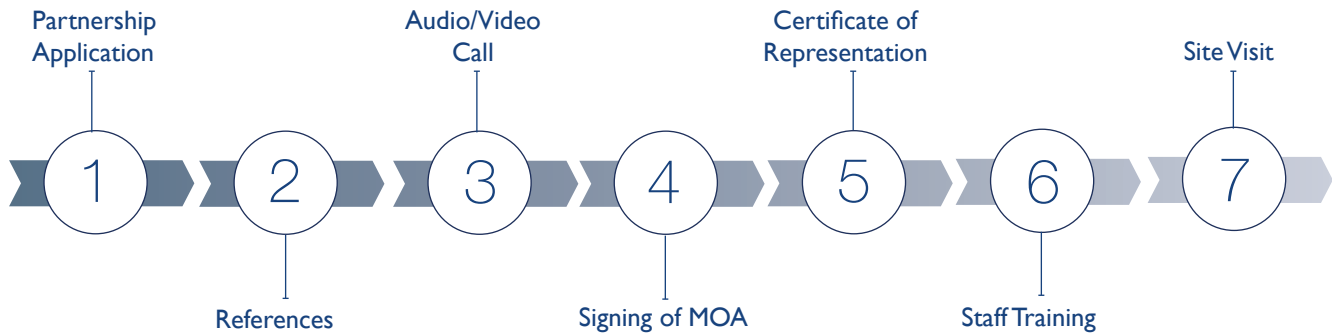 Partnership
Application
Audio/Video
Call
Certificate of
Representation
Site Visit
1
2
3
4
5
6
7
References
Signing of MOA
Staff Training